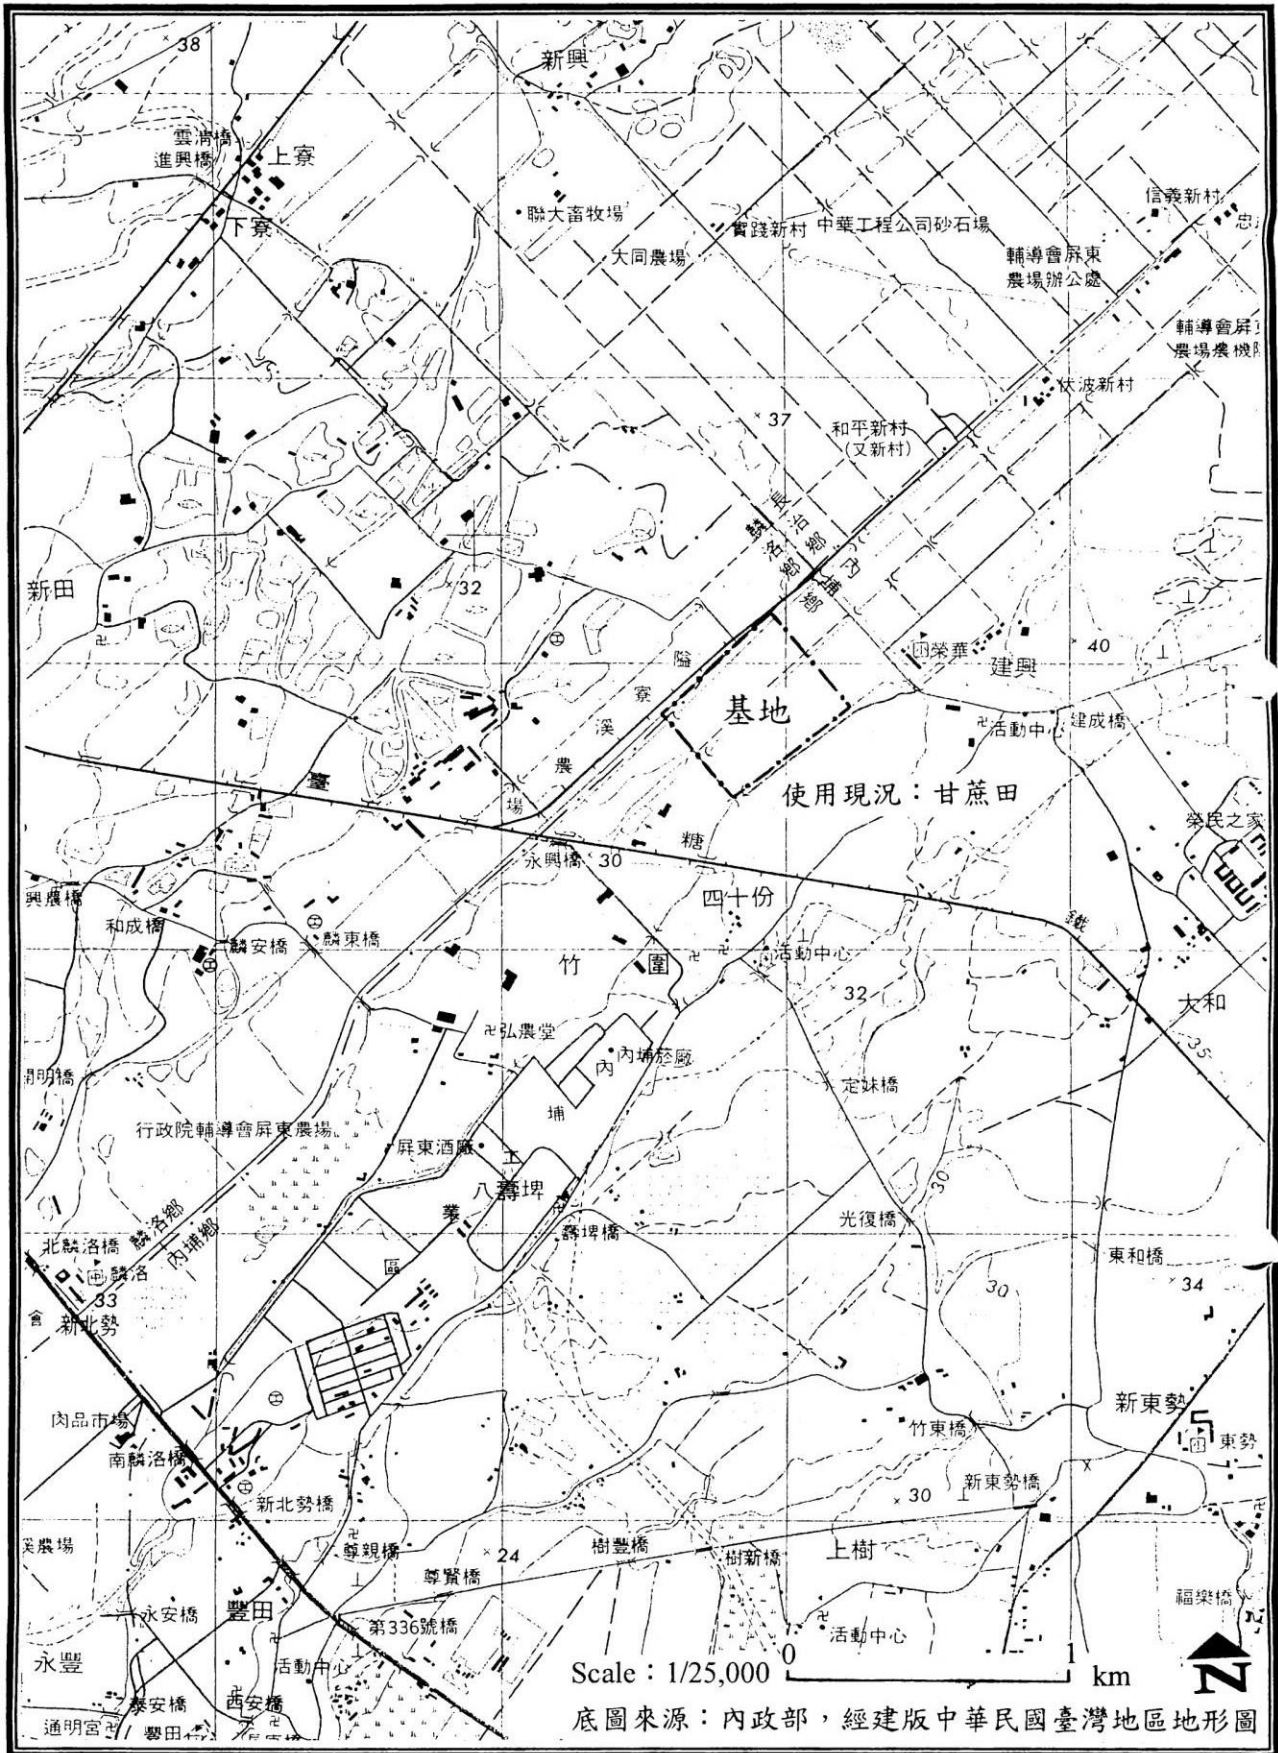 38
新興
雲清橋
進興橋
上寮
下寮
聯大畜牧場
大同農場
實踐新村
中華工程公司砂石場
信義新村
忠
輔導會屏東
農場辦公處
輔導會屏
農場農機
伏波新村
37
和平新村
(又新村)
長治鄉
麟洛鄉
內埔鄉
新田
32
榮華
建興
40
隘
寮
溪
農
場
基地
活動中心
建成橋
使用現況：甘蔗田
臺
糖
鐵
榮民之家
永興橋
30
四十份
興農橋
和成橋
麟安橋
麟東橋
竹
圍
活動中心
32
大和
35
弘農堂
內埔菸廠
內
埔
工
業
區
開明橋
定妹橋
行政院輔導會屏東農場
屏東酒廠
八壽埤
30
光復橋
壽埤橋
麟洛鄉
內埔鄉
北麟洛橋
麟洛
33
會
新北勢
東和橋
34
30
肉品市場
南麟洛橋
新東勢
竹東橋
東勢
新北勢橋
新東勢橋
30
溪農場
尊親橋
24
尊賢橋
樹豐橋
樹新橋
上樹
福樂橋
永安橋
豐田
第336號橋
活動中心
活動中心
永豐
泰安橋
西安橋
通明宮
豐田
0
1
Scale：1/25,000
km
N
底圖來源：內政部，經建版中華民國臺灣地區地形圖